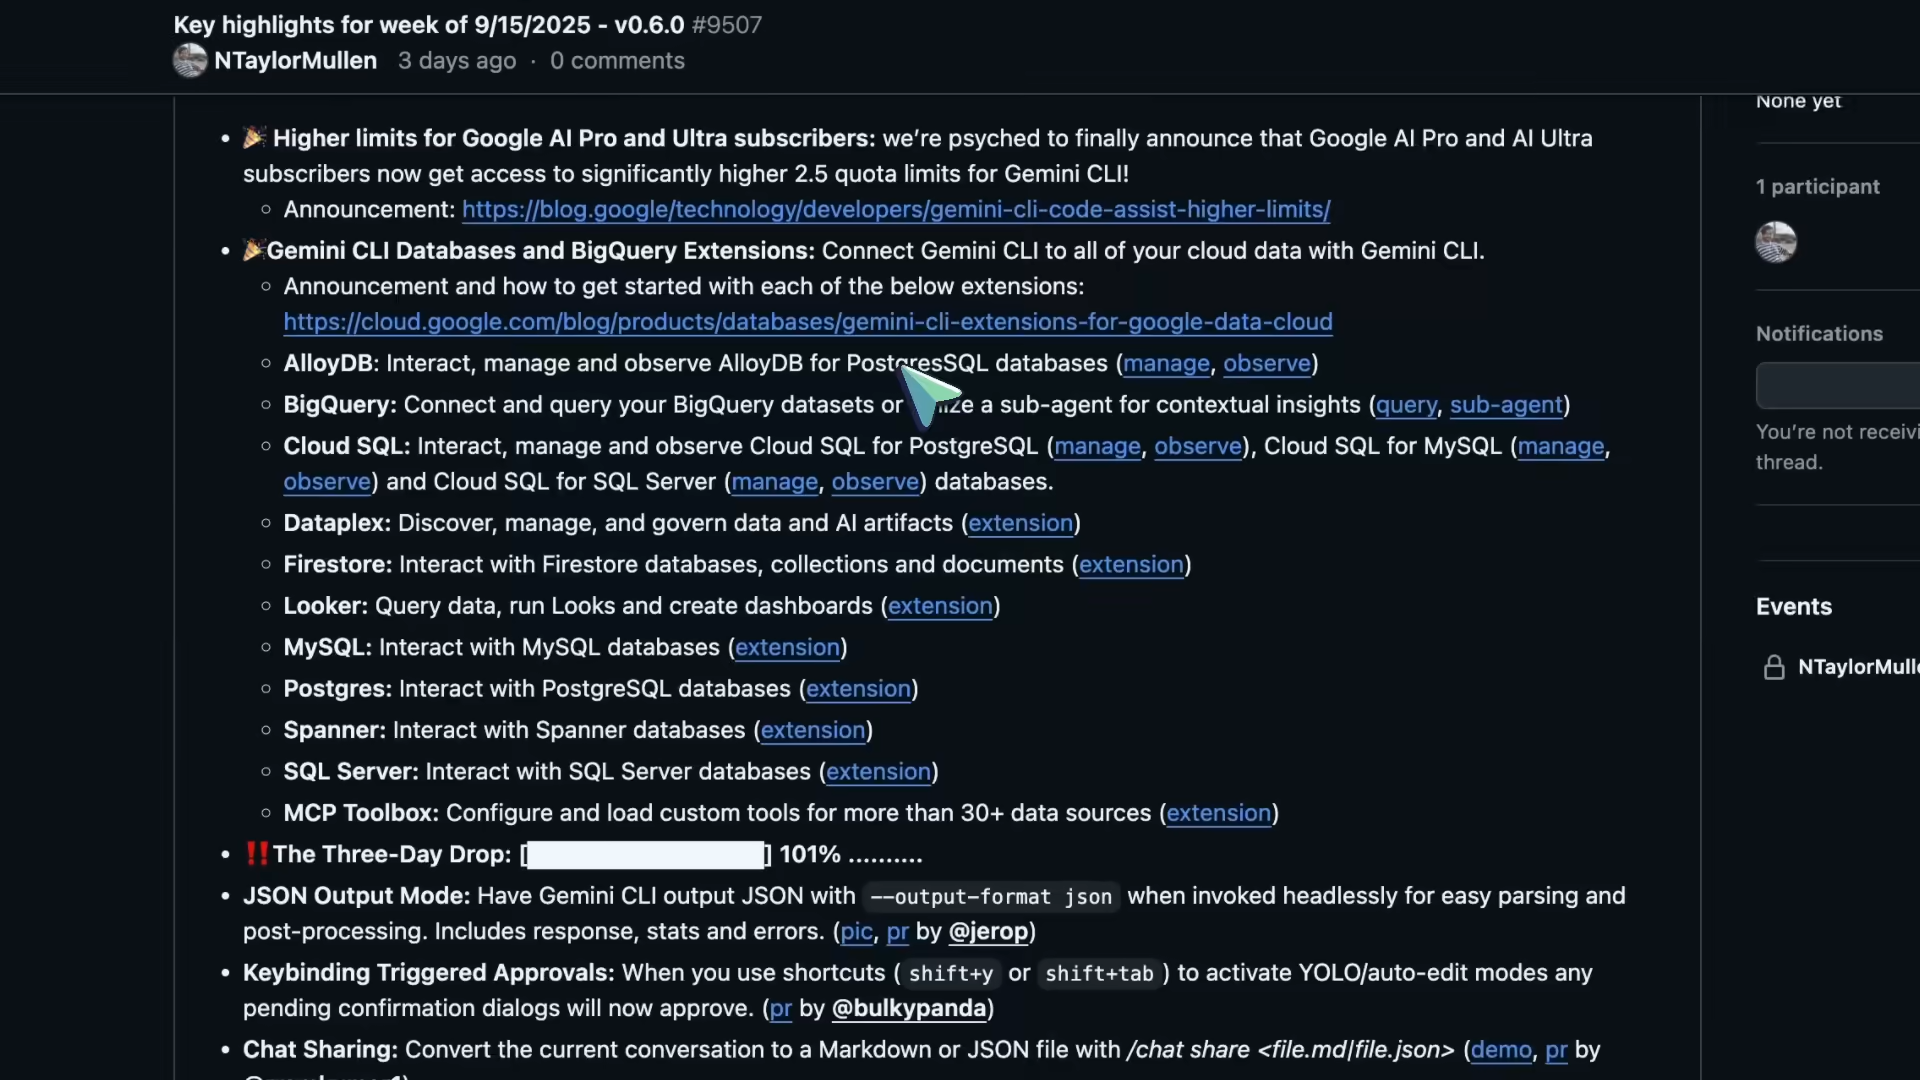 Key highlights for week of 9/15/2025 - v0.6.0 #9507
NTaylorMullen 3 days ago · 0 comments
• 🎉 Higher limits for Google AI Pro and Ultra subscribers: we’re psyched to finally announce that Google AI Pro and AI Ultra
subscribers now get access to significantly higher 2.5 quota limits for Gemini CLI!
◦ Announcement: https://blog.google/technology/developers/gemini-cli-code-assist-higher-limits/
• 🎉Gemini CLI Databases and BigQuery Extensions: Connect Gemini CLI to all of your cloud data with Gemini CLI.
◦ Announcement and how to get started with each of the below extensions:
https://cloud.google.com/blog/products/databases/gemini-cli-extensions-for-google-data-cloud
◦ AlloyDB: Interact, manage and observe AlloyDB for PostgresSQL databases (manage, observe)
◦ BigQuery: Connect and query your BigQuery datasets or a sub-agent for contextual insights (query, sub-agent)
◦ Cloud SQL: Interact, manage and observe Cloud SQL for PostgreSQL (manage, observe), Cloud SQL for MySQL (manage,
observe) and Cloud SQL for SQL Server (manage, observe) databases.
◦ Dataplex: Discover, manage, and govern data and AI artifacts (extension)
◦ Firestore: Interact with Firestore databases, collections and documents (extension)
◦ Looker: Query data, run Looks and create dashboards (extension)
◦ MySQL: Interact with MySQL databases (extension)
◦ Postgres: Interact with PostgreSQL databases (extension)
◦ Spanner: Interact with Spanner databases (extension)
◦ SQL Server: Interact with SQL Server databases (extension)
◦ MCP Toolbox: Configure and load custom tools for more than 30+ data sources (extension)
• ‼️The Three-Day Drop: [ ] 101% ..........
• JSON Output Mode: Have Gemini CLI output JSON with --output-format json when invoked headlessly for easy parsing and
post-processing. Includes response, stats and errors. (pic, pr by @jerop)
• Keybinding Triggered Approvals: When you use shortcuts ( shift+y or shift+tab ) to activate YOLO/auto-edit modes any
pending confirmation dialogs will now approve. (pr by @bulkypanda)
• Chat Sharing: Convert the current conversation to a Markdown or JSON file with /chat share <file.md|file.json> (demo, pr by
None yet
1 participant
Notifications
You’re not receivi
thread.
Events
NTaylorMulle